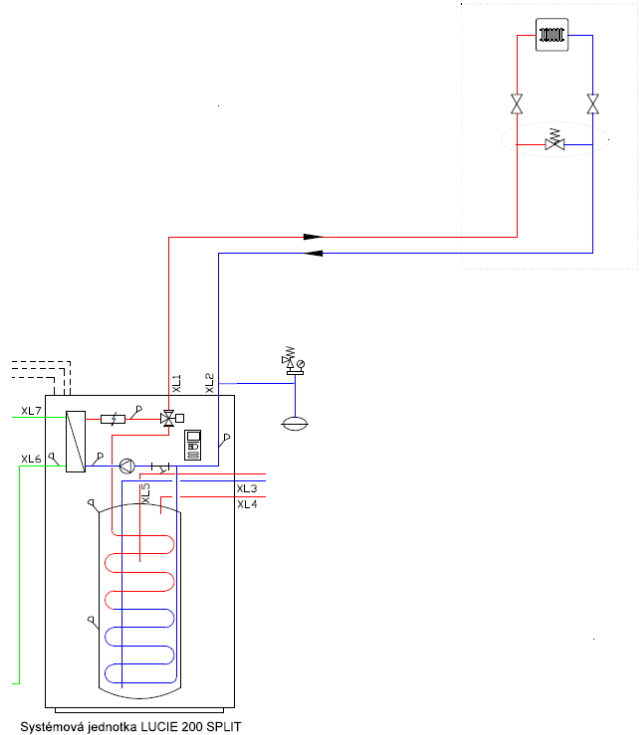 XL1
XL2
XL7
XL6
XL5
XL3
XL4
Systémová jednotka LUCIE 200 SPLIT